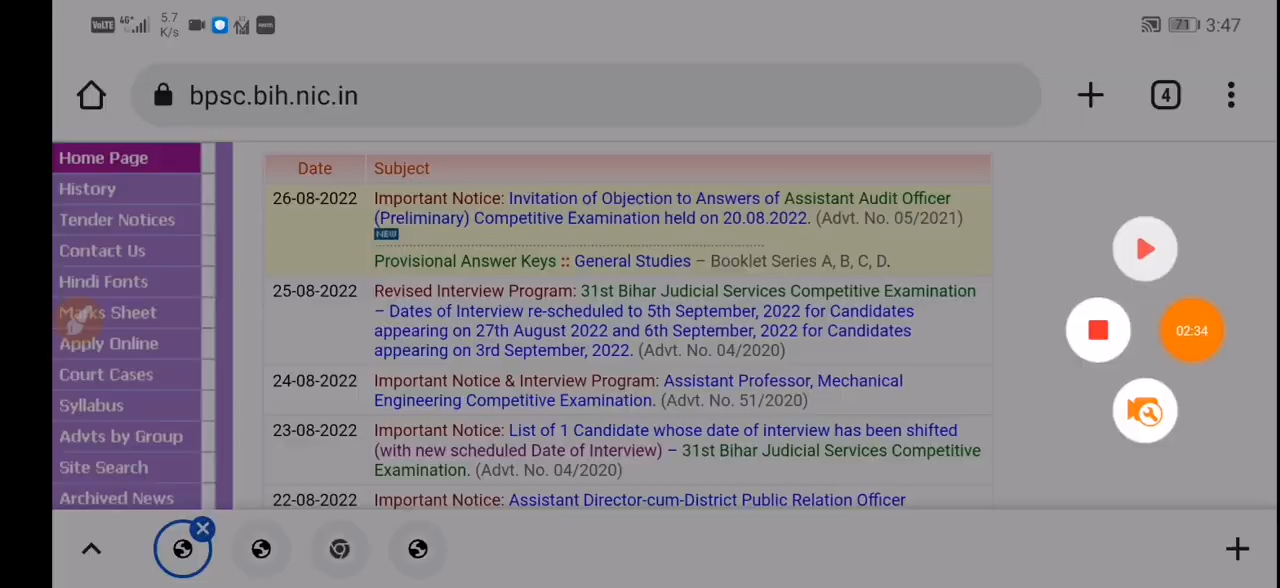 VoLTE 4G+ 5.7 K/s 71 3:47
bpsc.bih.nic.in
4
Home Page
History
Tender Notices
Contact Us
Hindi Fonts
Marks Sheet
Apply Online
Court Cases
Syllabus
Advts by Group
Site Search
Archived News
Date Subject
26-08-2022 Important Notice: Invitation of Objection to Answers of Assistant Audit Officer
(Preliminary) Competitive Examination held on 20.08.2022. (Advt. No. 05/2021)
NEW
Provisional Answer Keys :: General Studies – Booklet Series A, B, C, D.
25-08-2022 Revised Interview Program: 31st Bihar Judicial Services Competitive Examination
– Dates of Interview re-scheduled to 5th September, 2022 for Candidates
appearing on 27th August 2022 and 6th September, 2022 for Candidates
appearing on 3rd September, 2022. (Advt. No. 04/2020)
24-08-2022 Important Notice & Interview Program: Assistant Professor, Mechanical
Engineering Competitive Examination. (Advt. No. 51/2020)
23-08-2022 Important Notice: List of 1 Candidate whose date of interview has been shifted
(with new scheduled Date of Interview) – 31st Bihar Judicial Services Competitive
Examination. (Advt. No. 04/2020)
22-08-2022 Important Notice: Assistant Director-cum-District Public Relation Officer
02:34